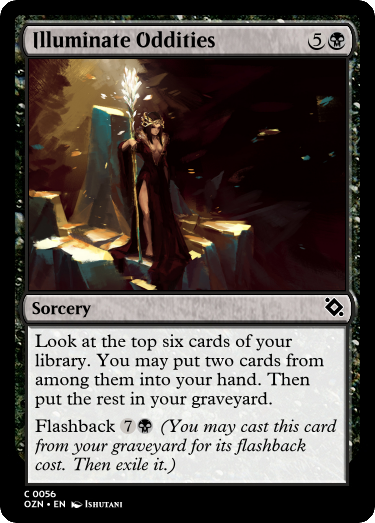 Illuminate Oddities 5
Sorcery
Look at the top six cards of your
library. You may put two cards from
among them into your hand. Then
put the rest in your graveyard.
Flashback 7 (You may cast this card
from your graveyard for its flashback
cost. Then exile it.)
C 0056
OZN • EN Ishutani